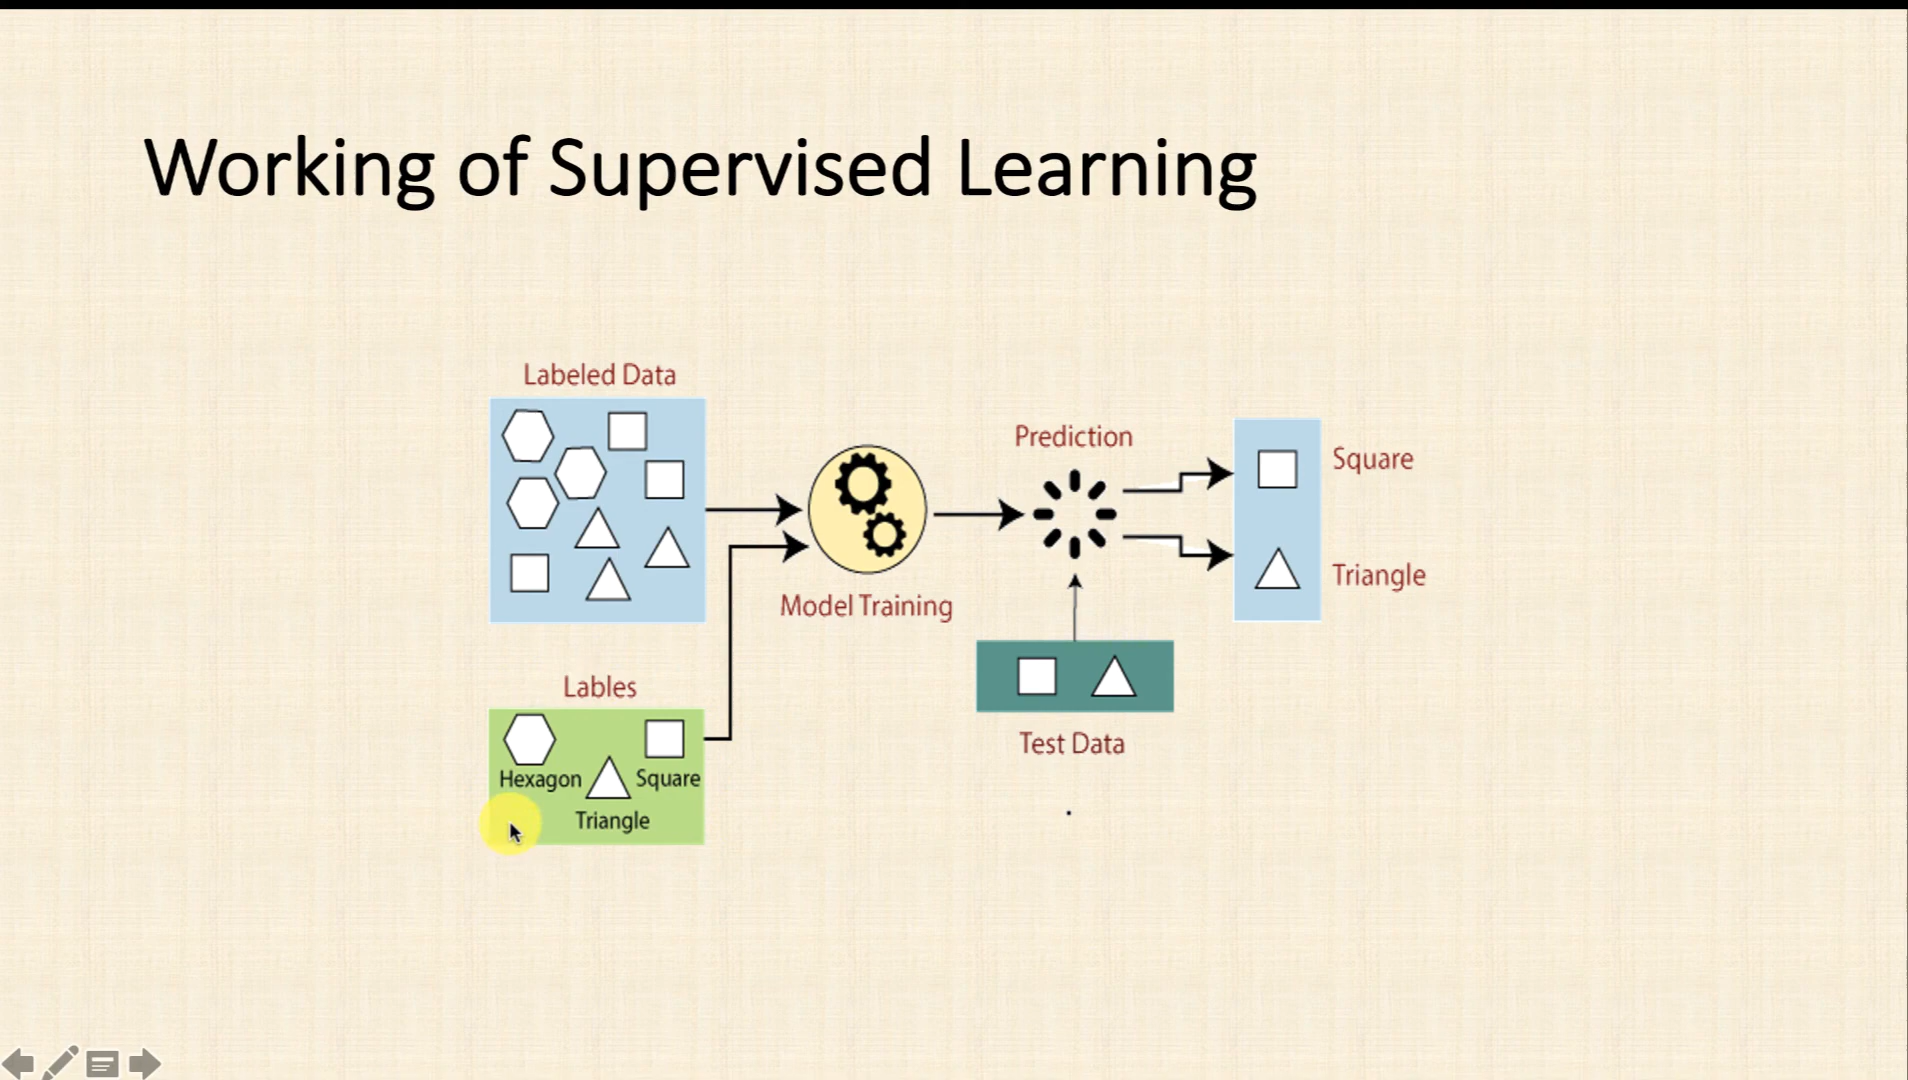 Working of Supervised Learning
Labeled Data
Prediction
Square
Triangle
Model Training
Lables
Hexagon
Square
Triangle
Test Data